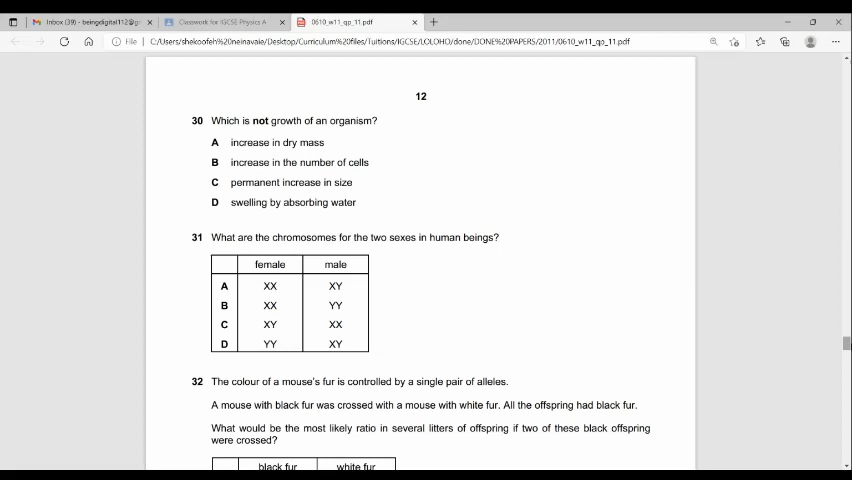 Inbox (39) - beingdigital112@g
Classwork for IGCSE Physics A
0610_w11_qp_11.pdf
File
C:/Users/shekoofeh%20neinavaie/Desktop/Curriculum%20files/Tuitions/IGCSE/LOLOHO/done/DONE%20PAPERS/2011/0610_w11_qp_11.pdf
12
30 Which is not growth of an organism?
A increase in dry mass
B increase in the number of cells
C permanent increase in size
D swelling by absorbing water
31 What are the chromosomes for the two sexes in human beings?
female male
A XX XY
B XX YY
C XY XX
D YY XY
32 The colour of a mouse's fur is controlled by a single pair of alleles.
A mouse with black fur was crossed with a mouse with white fur. All the offspring had black fur.
What would be the most likely ratio in several litters of offspring if two of these black offspring
were crossed?
black fur white fur